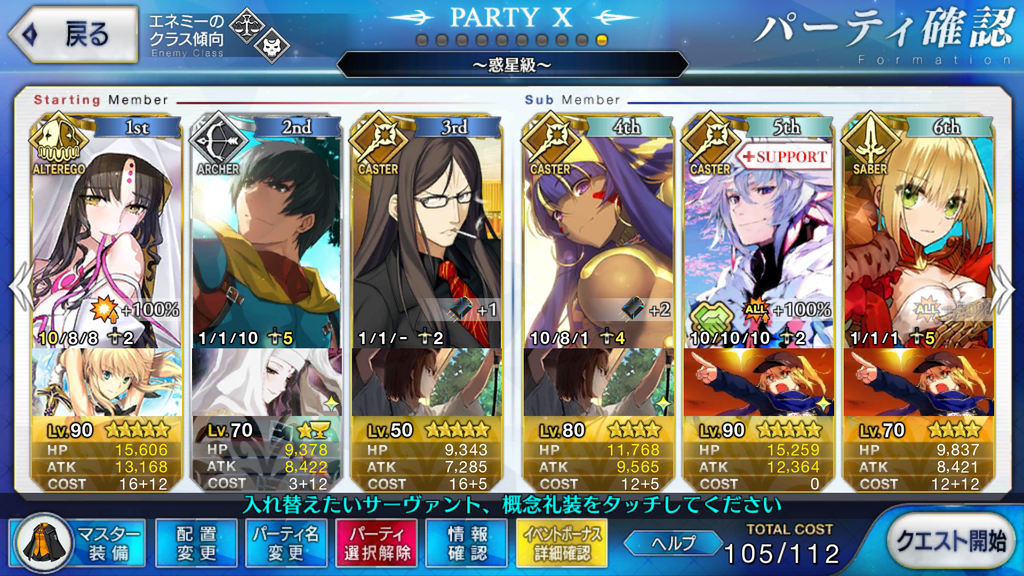 戻る
エネミーの
クラス傾向
Enemy Class
PARTY X
～惑星級～
パーティ確認
Formation
Starting Member
Sub Member
1st
2nd
3rd
4th
5th
6th
ALTEREGO
ARCHER
CASTER
CASTER
CASTER
SABER
+SUPPORT
+100%
+1
+2
ALL +100%
ALL
10/8/8 2
1/1/10 5
1/1/- 2
10/8/1 4
10/10/10 2
1/1/1 5
Lv.90
Lv.70
Lv.50
Lv.80
Lv.90
Lv.70
HP 15,606
HP 9,378
HP 9,343
HP 11,768
HP 15,259
HP 9,837
ATK 13,168
ATK 8,422
ATK 7,285
ATK 9,565
ATK 12,364
ATK 8,421
COST 16+12
COST 3+12
COST 16+5
COST 12+5
COST 0
COST 12+12
入れ替えたいサーヴァント、概念礼装をタッチしてください
マスター
装備
配置
変更
パーティ名
変更
パーティ
選択解除
情報
確認
イベントボーナス
詳細確認
ヘルプ
TOTAL COST
105/112
クエスト開始